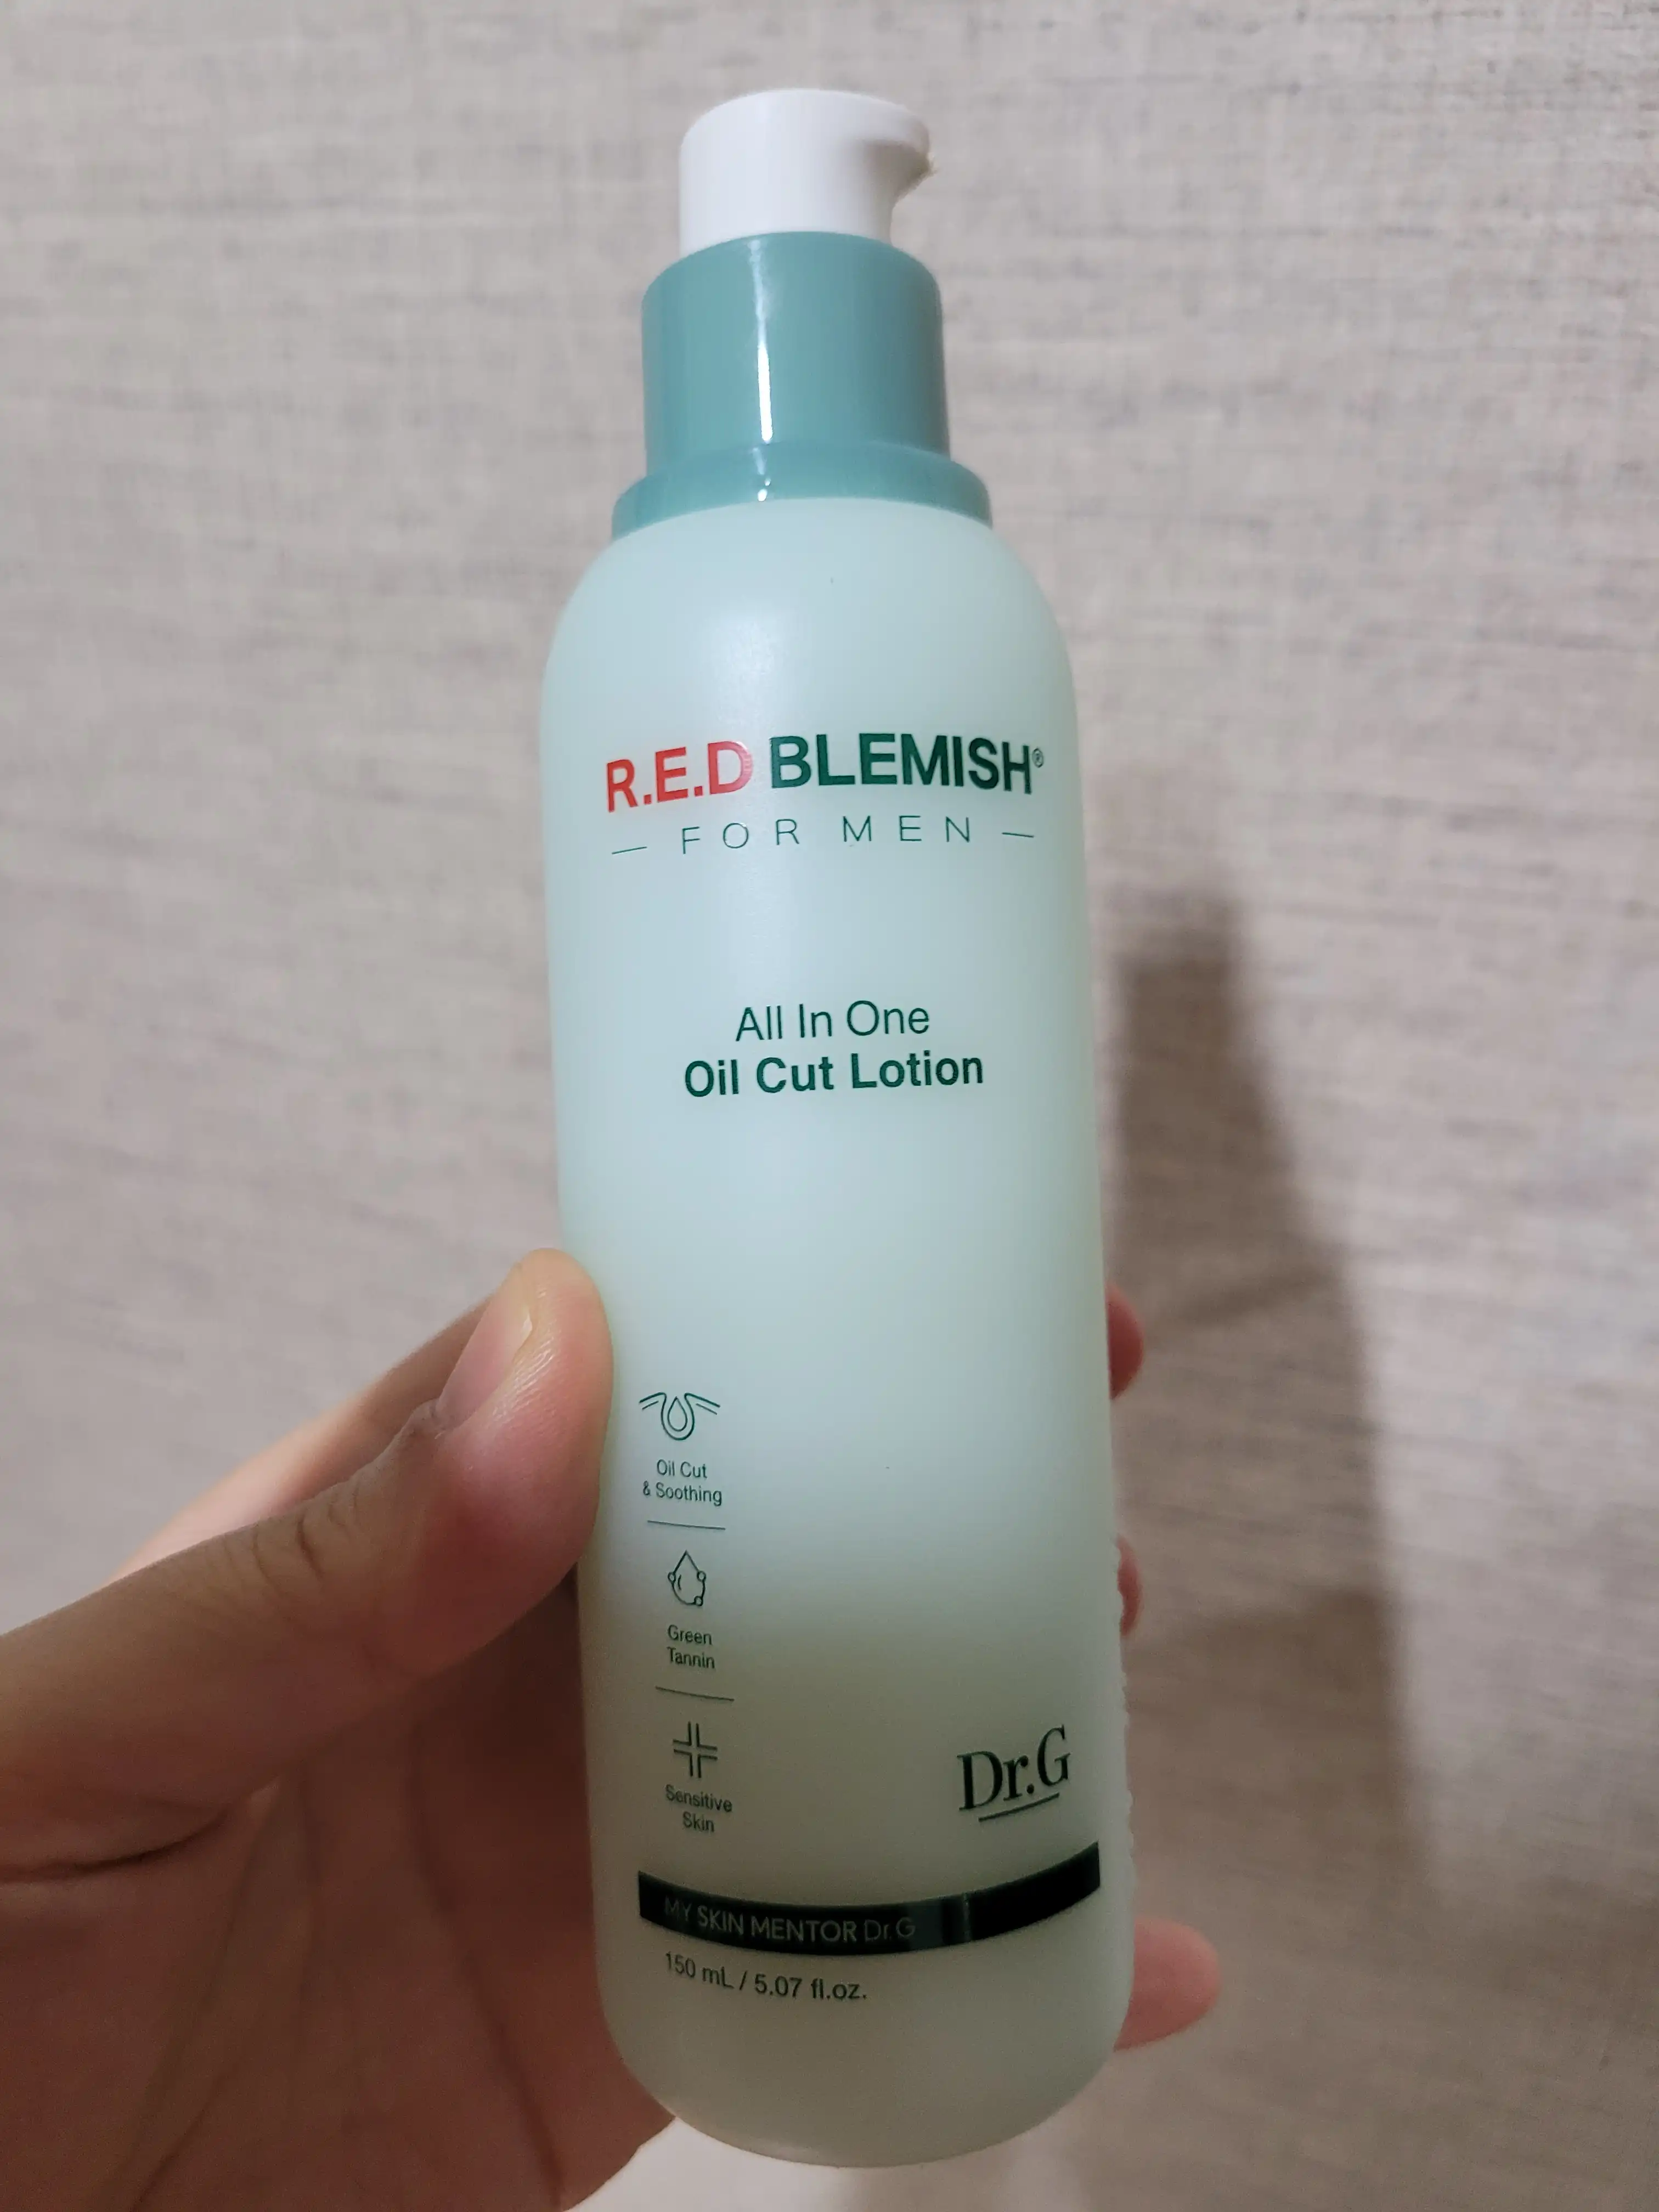 R.E.D BLEMISH®
— FOR MEN —
All In One
Oil Cut Lotion
Oil Cut
& Soothing
Green
Tannin
Sensitive
Skin
Dr.G
MY SKIN MENTOR Dr.G
150 mL / 5.07 fl.oz.